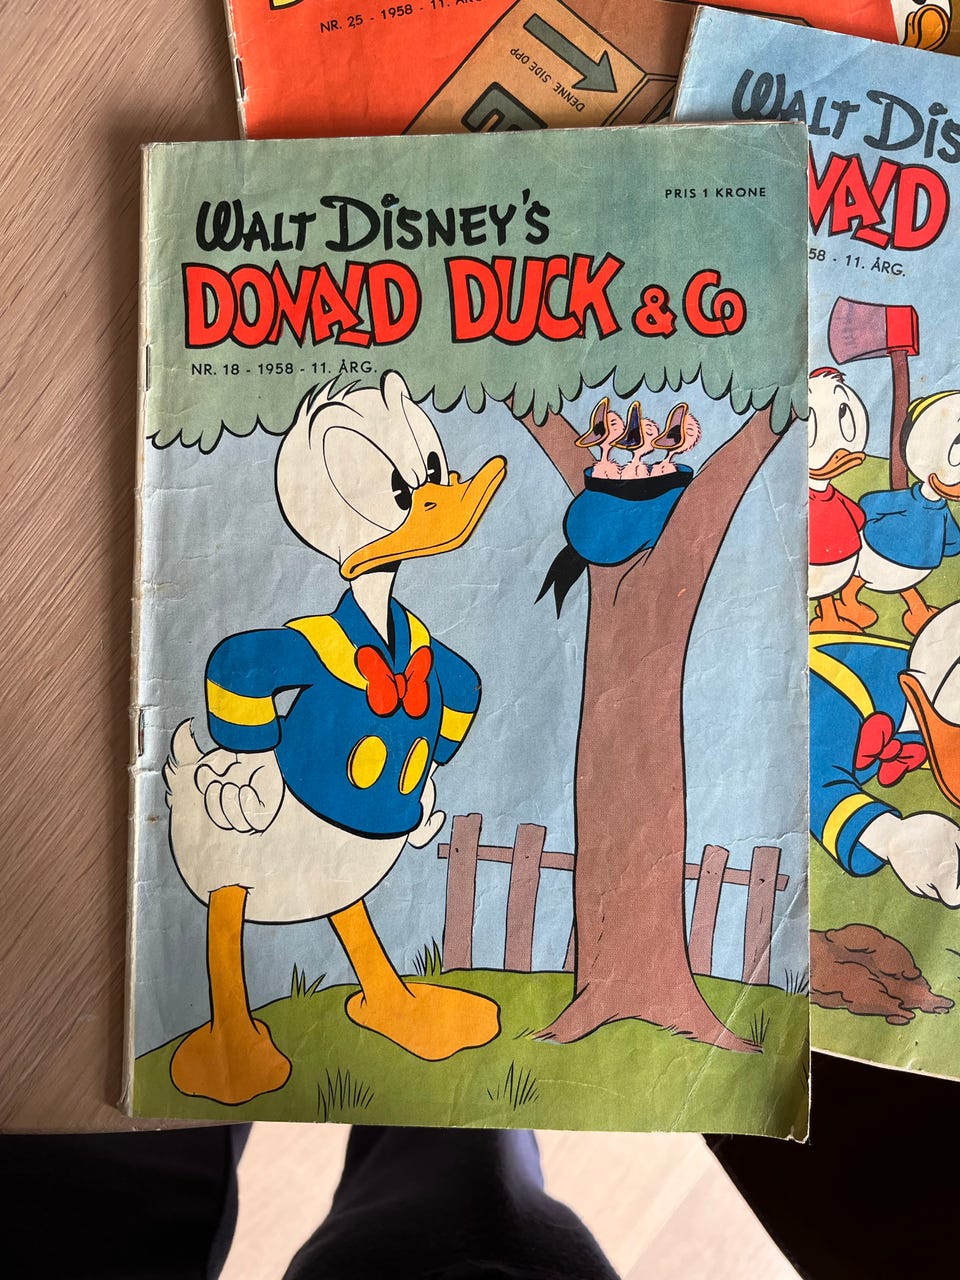 NR. 25 - 1958 - 11.
DENNE SIDE OPP
WALT DISNEY'S
DONALD DUCK & CO
PRIS 1 KRONE
NR. 18 - 1958 - 11. ÅRG.
WALT DIS
NALD
58 - 11. ÅRG.